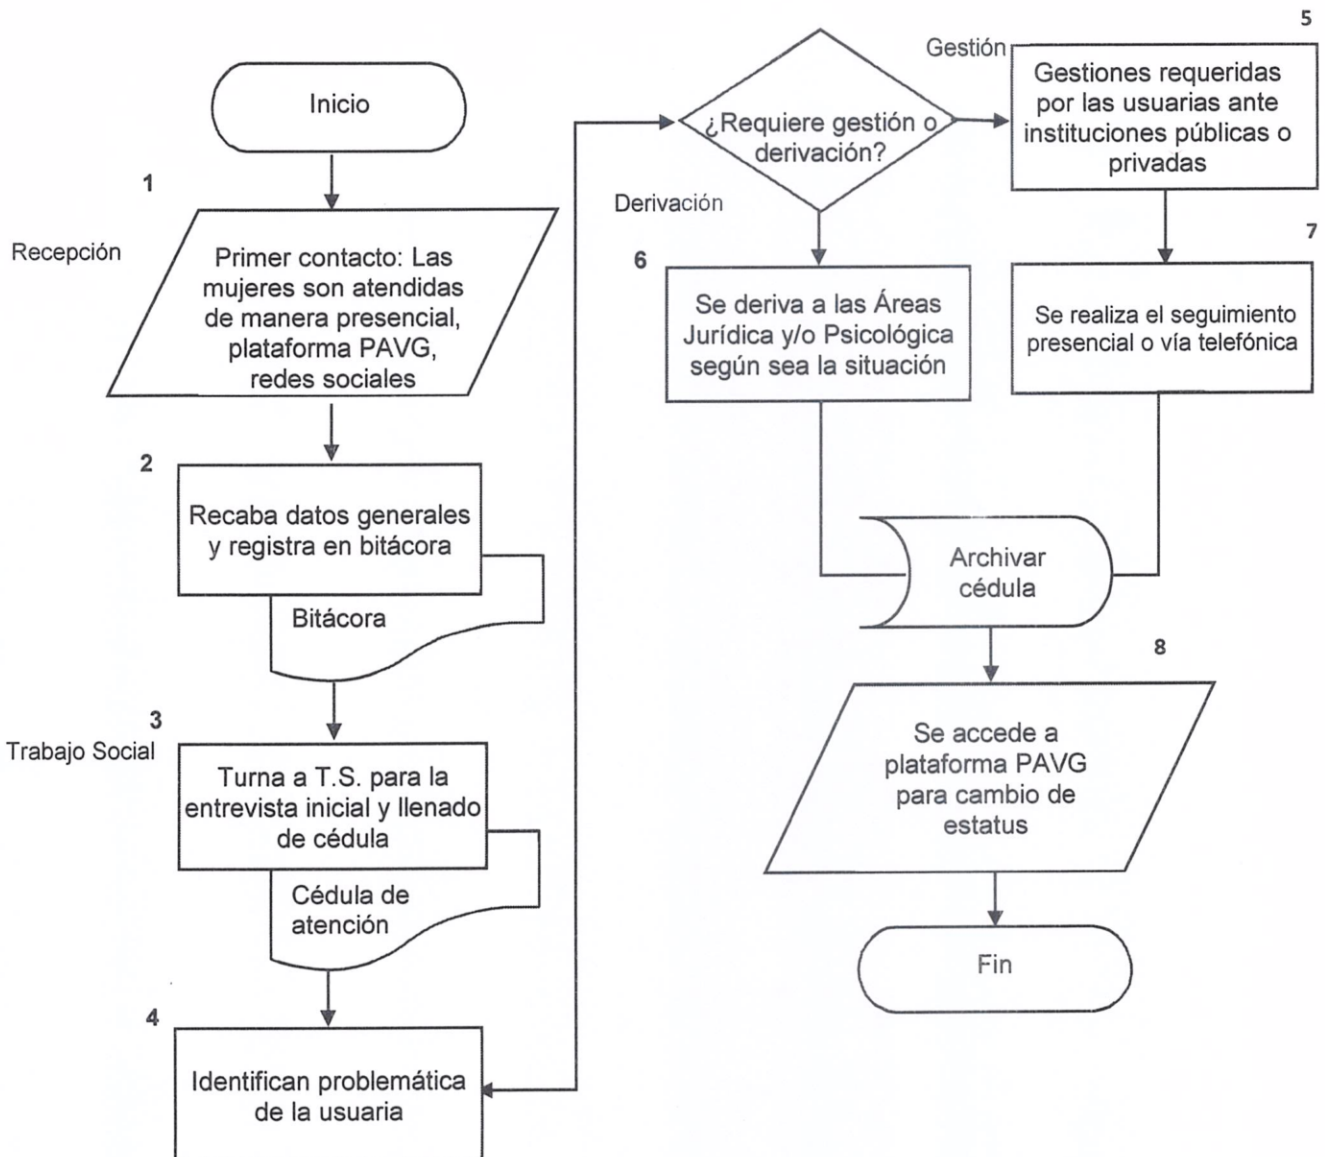 Inicio
1
Recepción
Primer contacto: Las
mujeres son atendidas
de manera presencial,
plataforma PAVG,
redes sociales
2
Recaba datos generales
y registra en bitácora
Bitácora
3
Trabajo Social
Turna a T.S. para la
entrevista inicial y llenado
de cédula
Cédula de
atención
4
Identifican problemática
de la usuaria
¿Requiere gestión o
derivación?
Gestión
5
Gestiones requeridas
por las usuarias ante
instituciones públicas o
privadas
Derivación
6
Se deriva a las Áreas
Jurídica y/o Psicológica
según sea la situación
7
Se realiza el seguimiento
presencial o vía telefónica
Archivar
cédula
8
Se accede a
plataforma PAVG
para cambio de
estatus
Fin